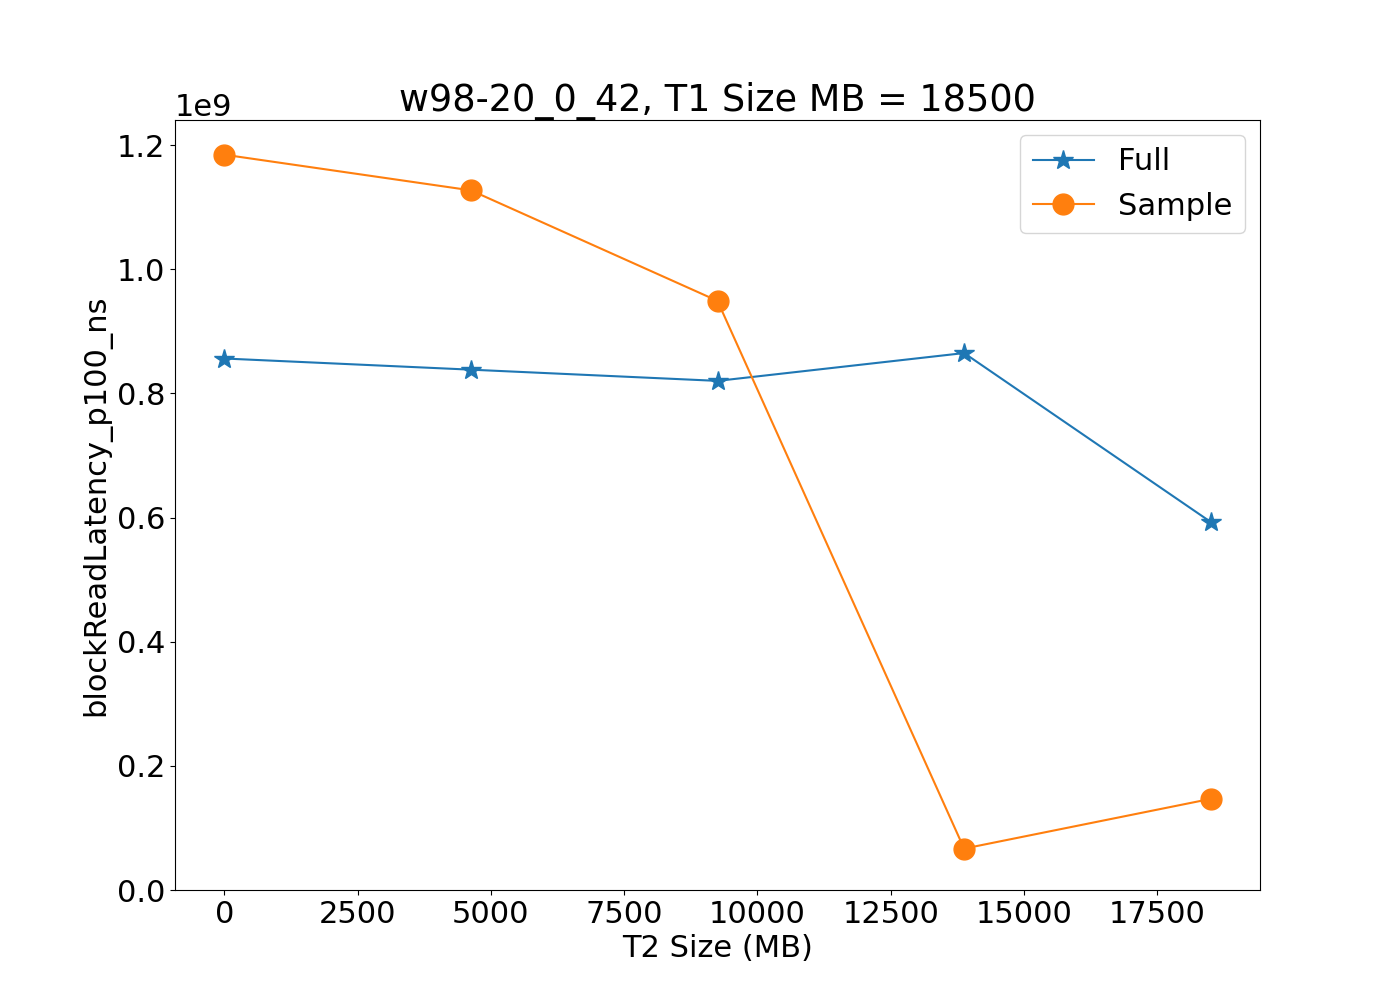 w98-20_0_42, T1 Size MB = 18500
1e9
Full
Sample
1.2
1.0
0.8
0.6
0.4
0.2
0.0
blockReadLatency_p100_ns
0 2500 5000 7500 10000 12500 15000 17500
T2 Size (MB)